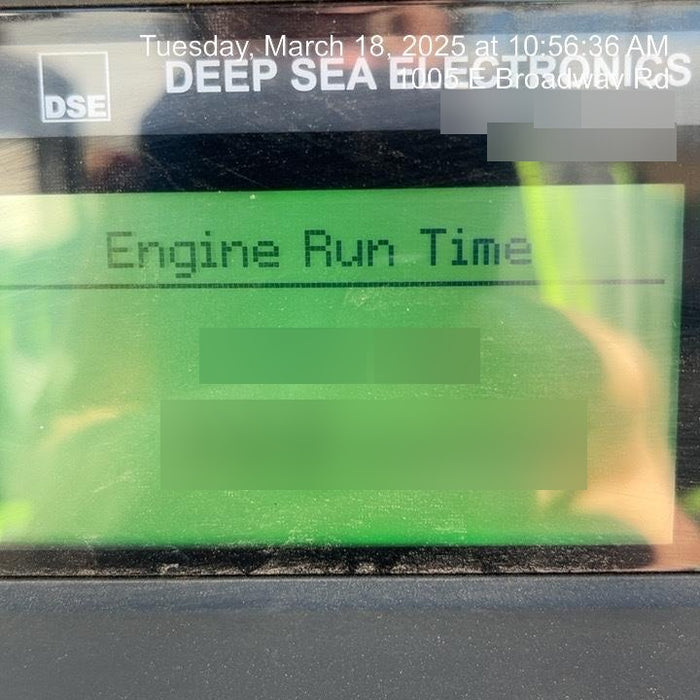 Tuesday, March 18, 2025 at 10:56:36 AM
DEEP SEA ELECTRONICS
1005 E Broadway Rd
DSE
Engine Run Time